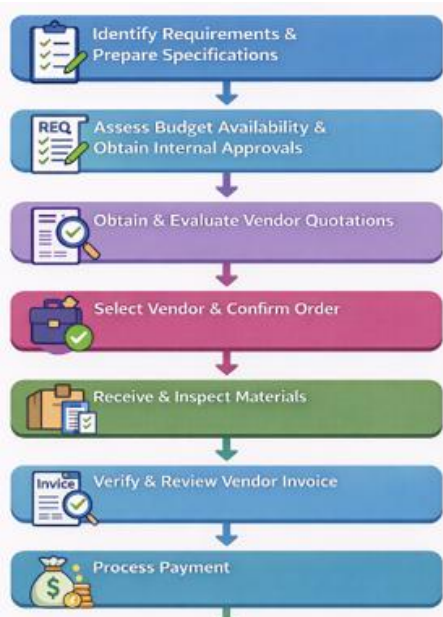 Identify Requirements &
Prepare Specifications
REQ
Assess Budget Availability &
Obtain Internal Approvals
Obtain & Evaluate Vendor Quotations
Select Vendor & Confirm Order
Receive & Inspect Materials
Invice
Verify & Review Vendor Invoice
Process Payment
$